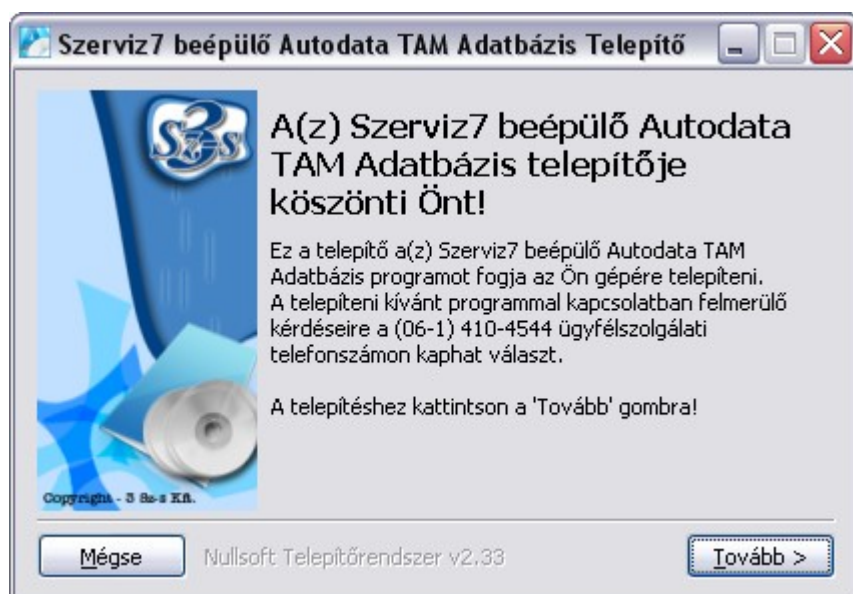 Szerviz7 beépülő Autodata TAM Adatbázis Telepítő
3
Sz-s
A(z) Szerviz7 beépülő Autodata
TAM Adatbázis telepítője
köszönti Önt!
Ez a telepítő a(z) Szerviz7 beépülő Autodata TAM
Adatbázis programot fogja az Ön gépére telepíteni.
A telepíteni kívánt programmal kapcsolatban felmerülő
kérdéseire a (06-1) 410-4544 ügyfélszolgálati
telefonszámon kaphat választ.
A telepítéshez kattintson a 'Tovább' gombra!
Copyright - 3 Sz-s Kft.
Mégse
Nullsoft Telepítőrendszer v2.33
Tovább >